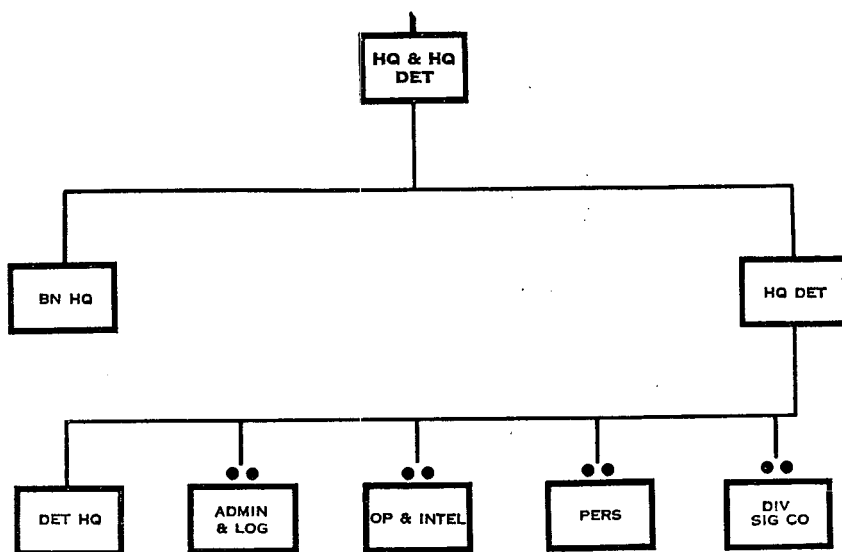 HQ & HQ
DET
BN HQ
HQ DET
DET HQ
ADMIN
& LOG
OP & INTEL
PERS
DIV
SIG CO